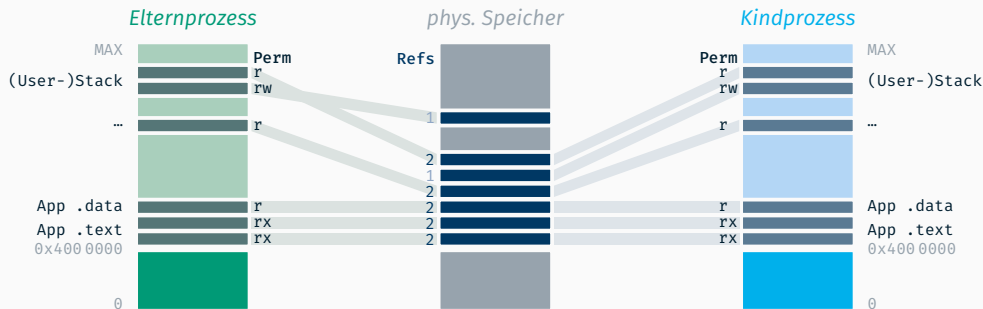 Elternprozess phys. Speicher Kindprozess
MAX MAX
Perm Refs Perm
r r
(User-)Stack (User-)Stack
rw rw
1
… r r …
2
1
2
App .data r 2 r App .data
rx 2 rx
App .text App .text
rx 2 rx
0x400 0000 0x400 0000
0 0